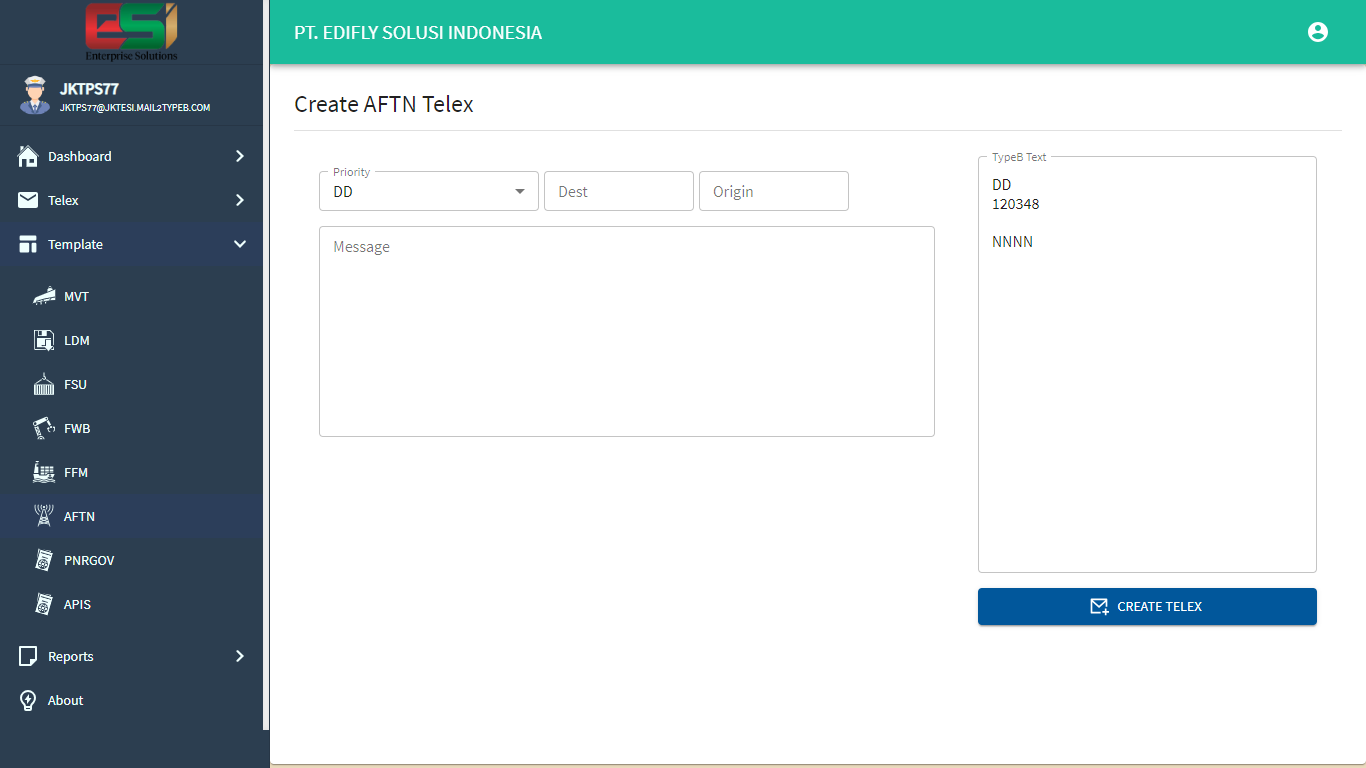 ESI
Enterprise Solutions
JKTPS77
JKTPS77@JKTESI.MAIL2TYPEB.COM
Dashboard
Telex
Template
MVT
LDM
FSU
FWB
FFM
AFTN
PNRGOV
APIS
Reports
About
PT. EDIFLY SOLUSI INDONESIA
Create AFTN Telex
Priority
DD
Dest
Origin
Message
TypeB Text
DD
120348
NNNN
CREATE TELEX